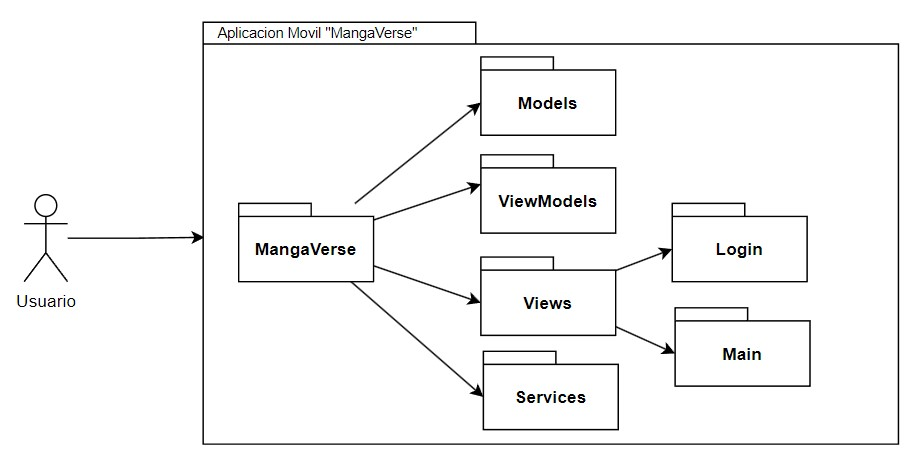 Aplicacion Movil "MangaVerse"
Models
ViewModels
MangaVerse
Login
Usuario
Views
Main
Services